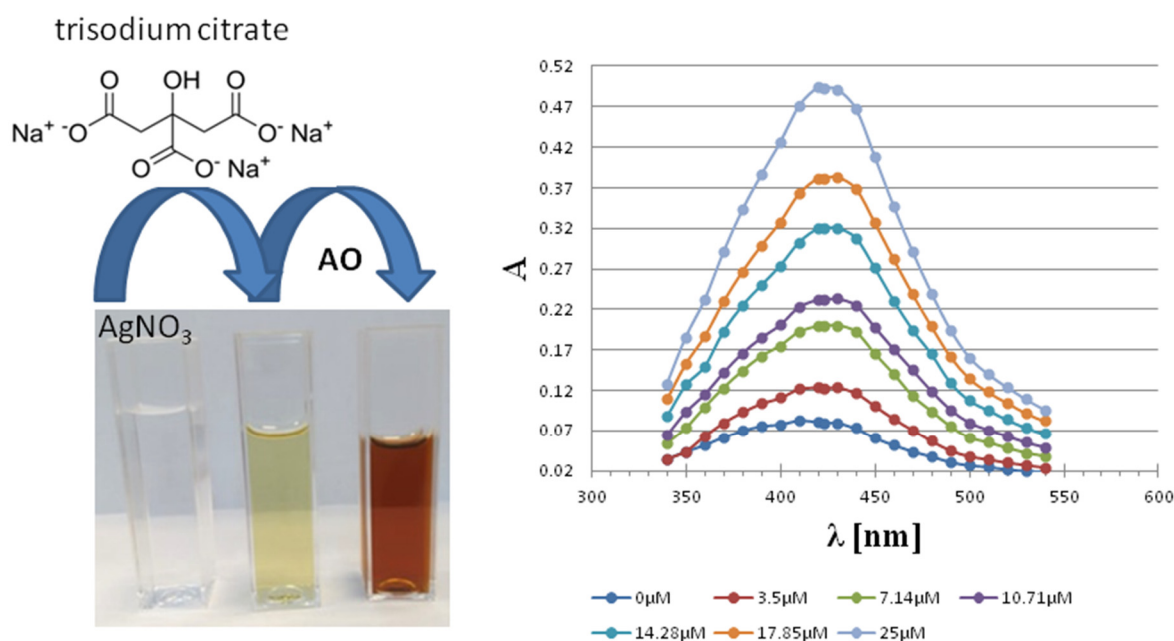 trisodium citrate
O OH O
Na⁺ ⁻O O⁻ Na⁺
O O⁻ Na⁺
AO
AgNO₃
A
0.52
0.47
0.42
0.37
0.32
0.27
0.22
0.17
0.12
0.07
0.02
300 350 400 450 500 550 600
λ [nm]
0μM 3.5μM 7.14μM 10.71μM
14.28μM 17.85μM 25μM